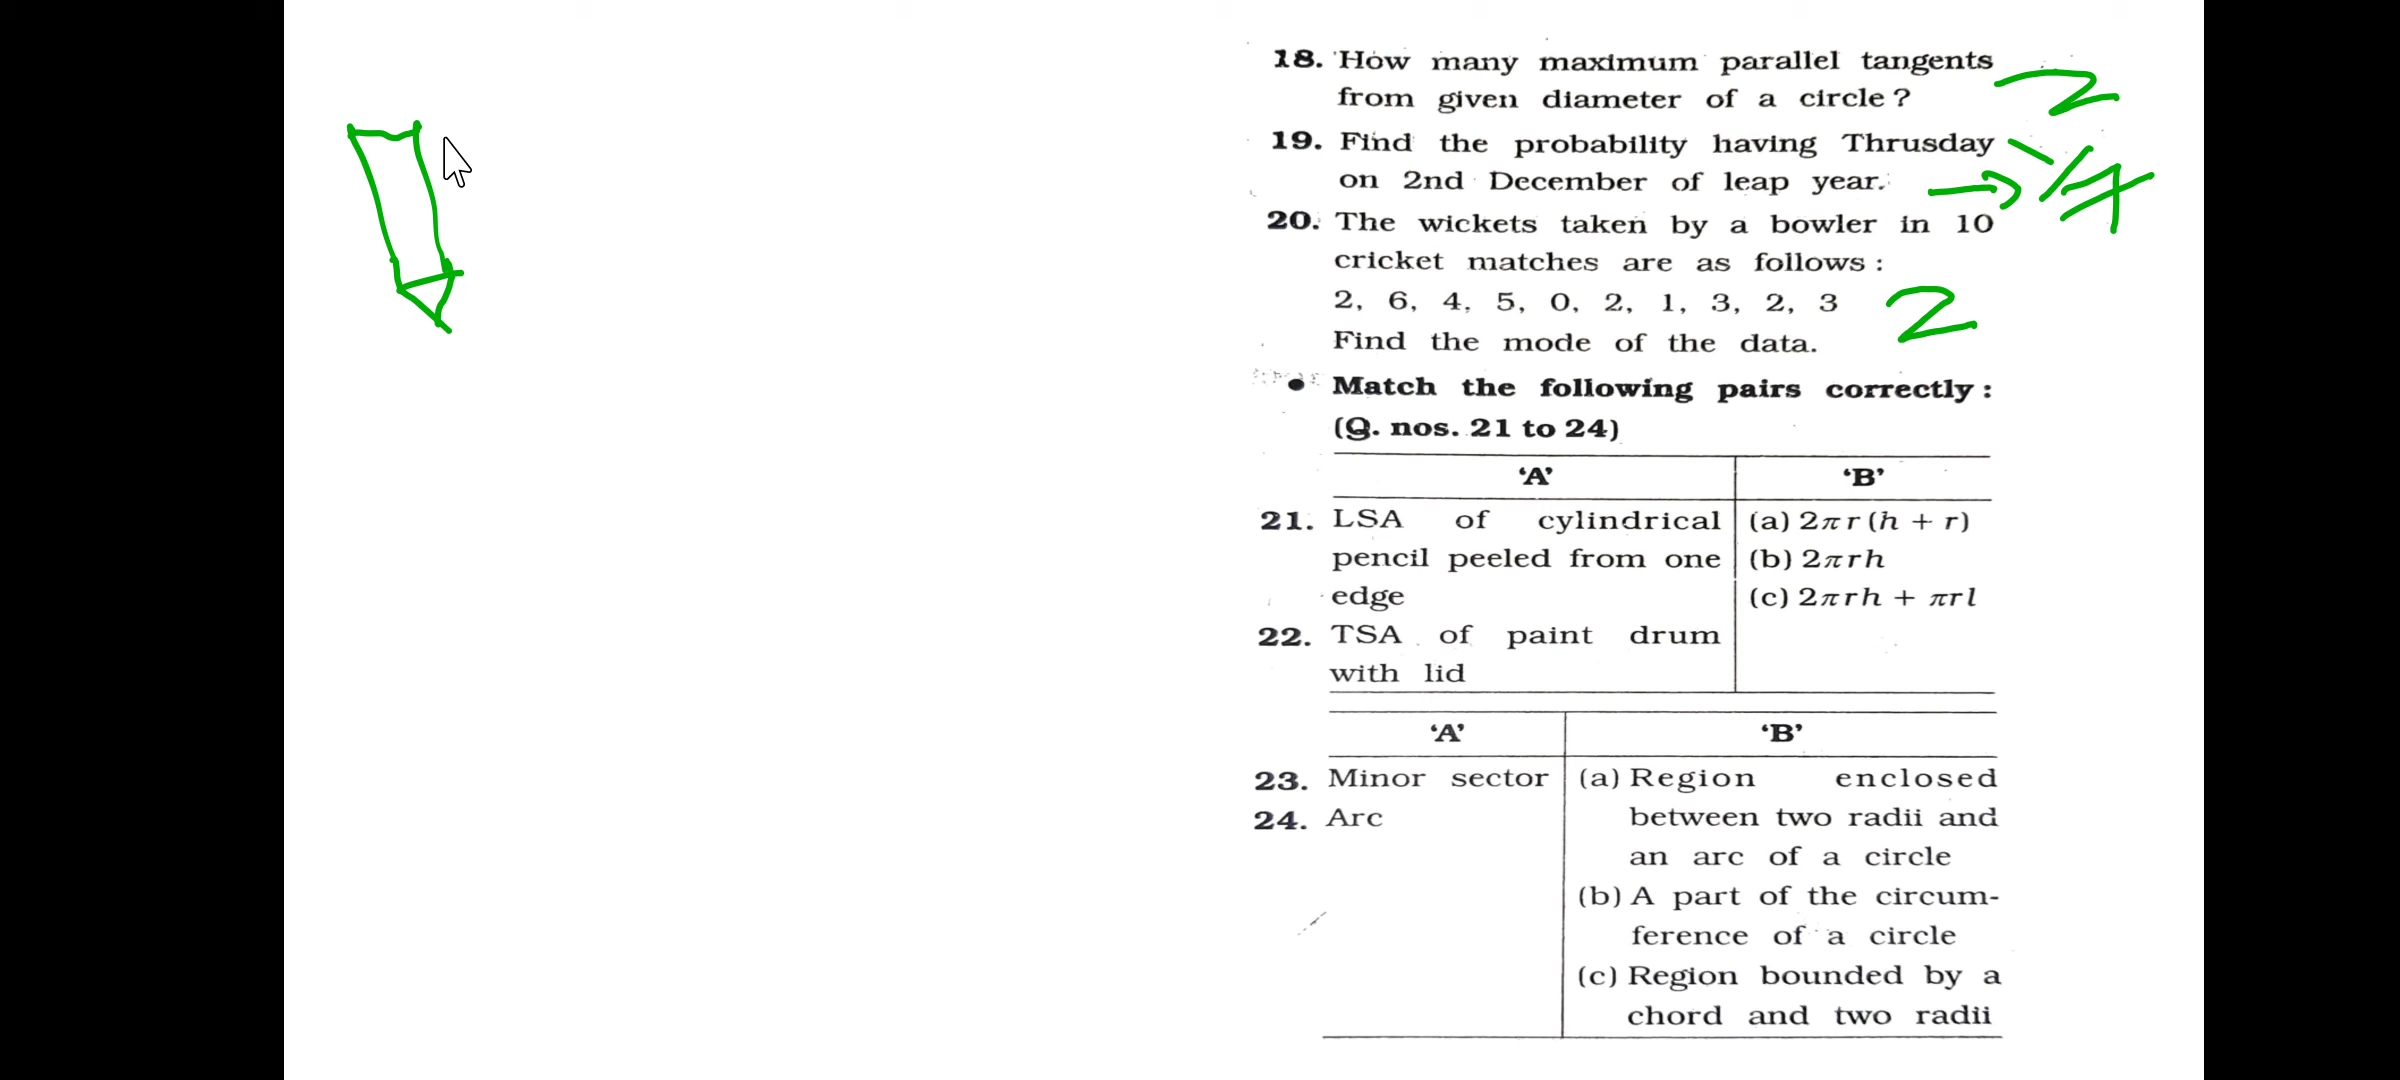 18. How many maximum parallel tangents
from given diameter of a circle ?
2
19. Find the probability having Thrusday
on 2nd December of leap year.
20. The wickets taken by a bowler in 10
cricket matches are as follows :
2, 6, 4, 5, 0, 2, 1, 3, 2, 3
2
Find the mode of the data.
• Match the following pairs correctly :
(Q. nos. 21 to 24)
'A' 'B'
21. LSA of cylindrical (a) 2πr(h + r)
pencil peeled from one (b) 2πrh
edge (c) 2πrh + πrl
22. TSA of paint drum
with lid
'A' 'B'
23. Minor sector (a) Region enclosed
24. Arc between two radii and
an arc of a circle
(b) A part of the circum-
ference of a circle
(c) Region bounded by a
chord and two radii